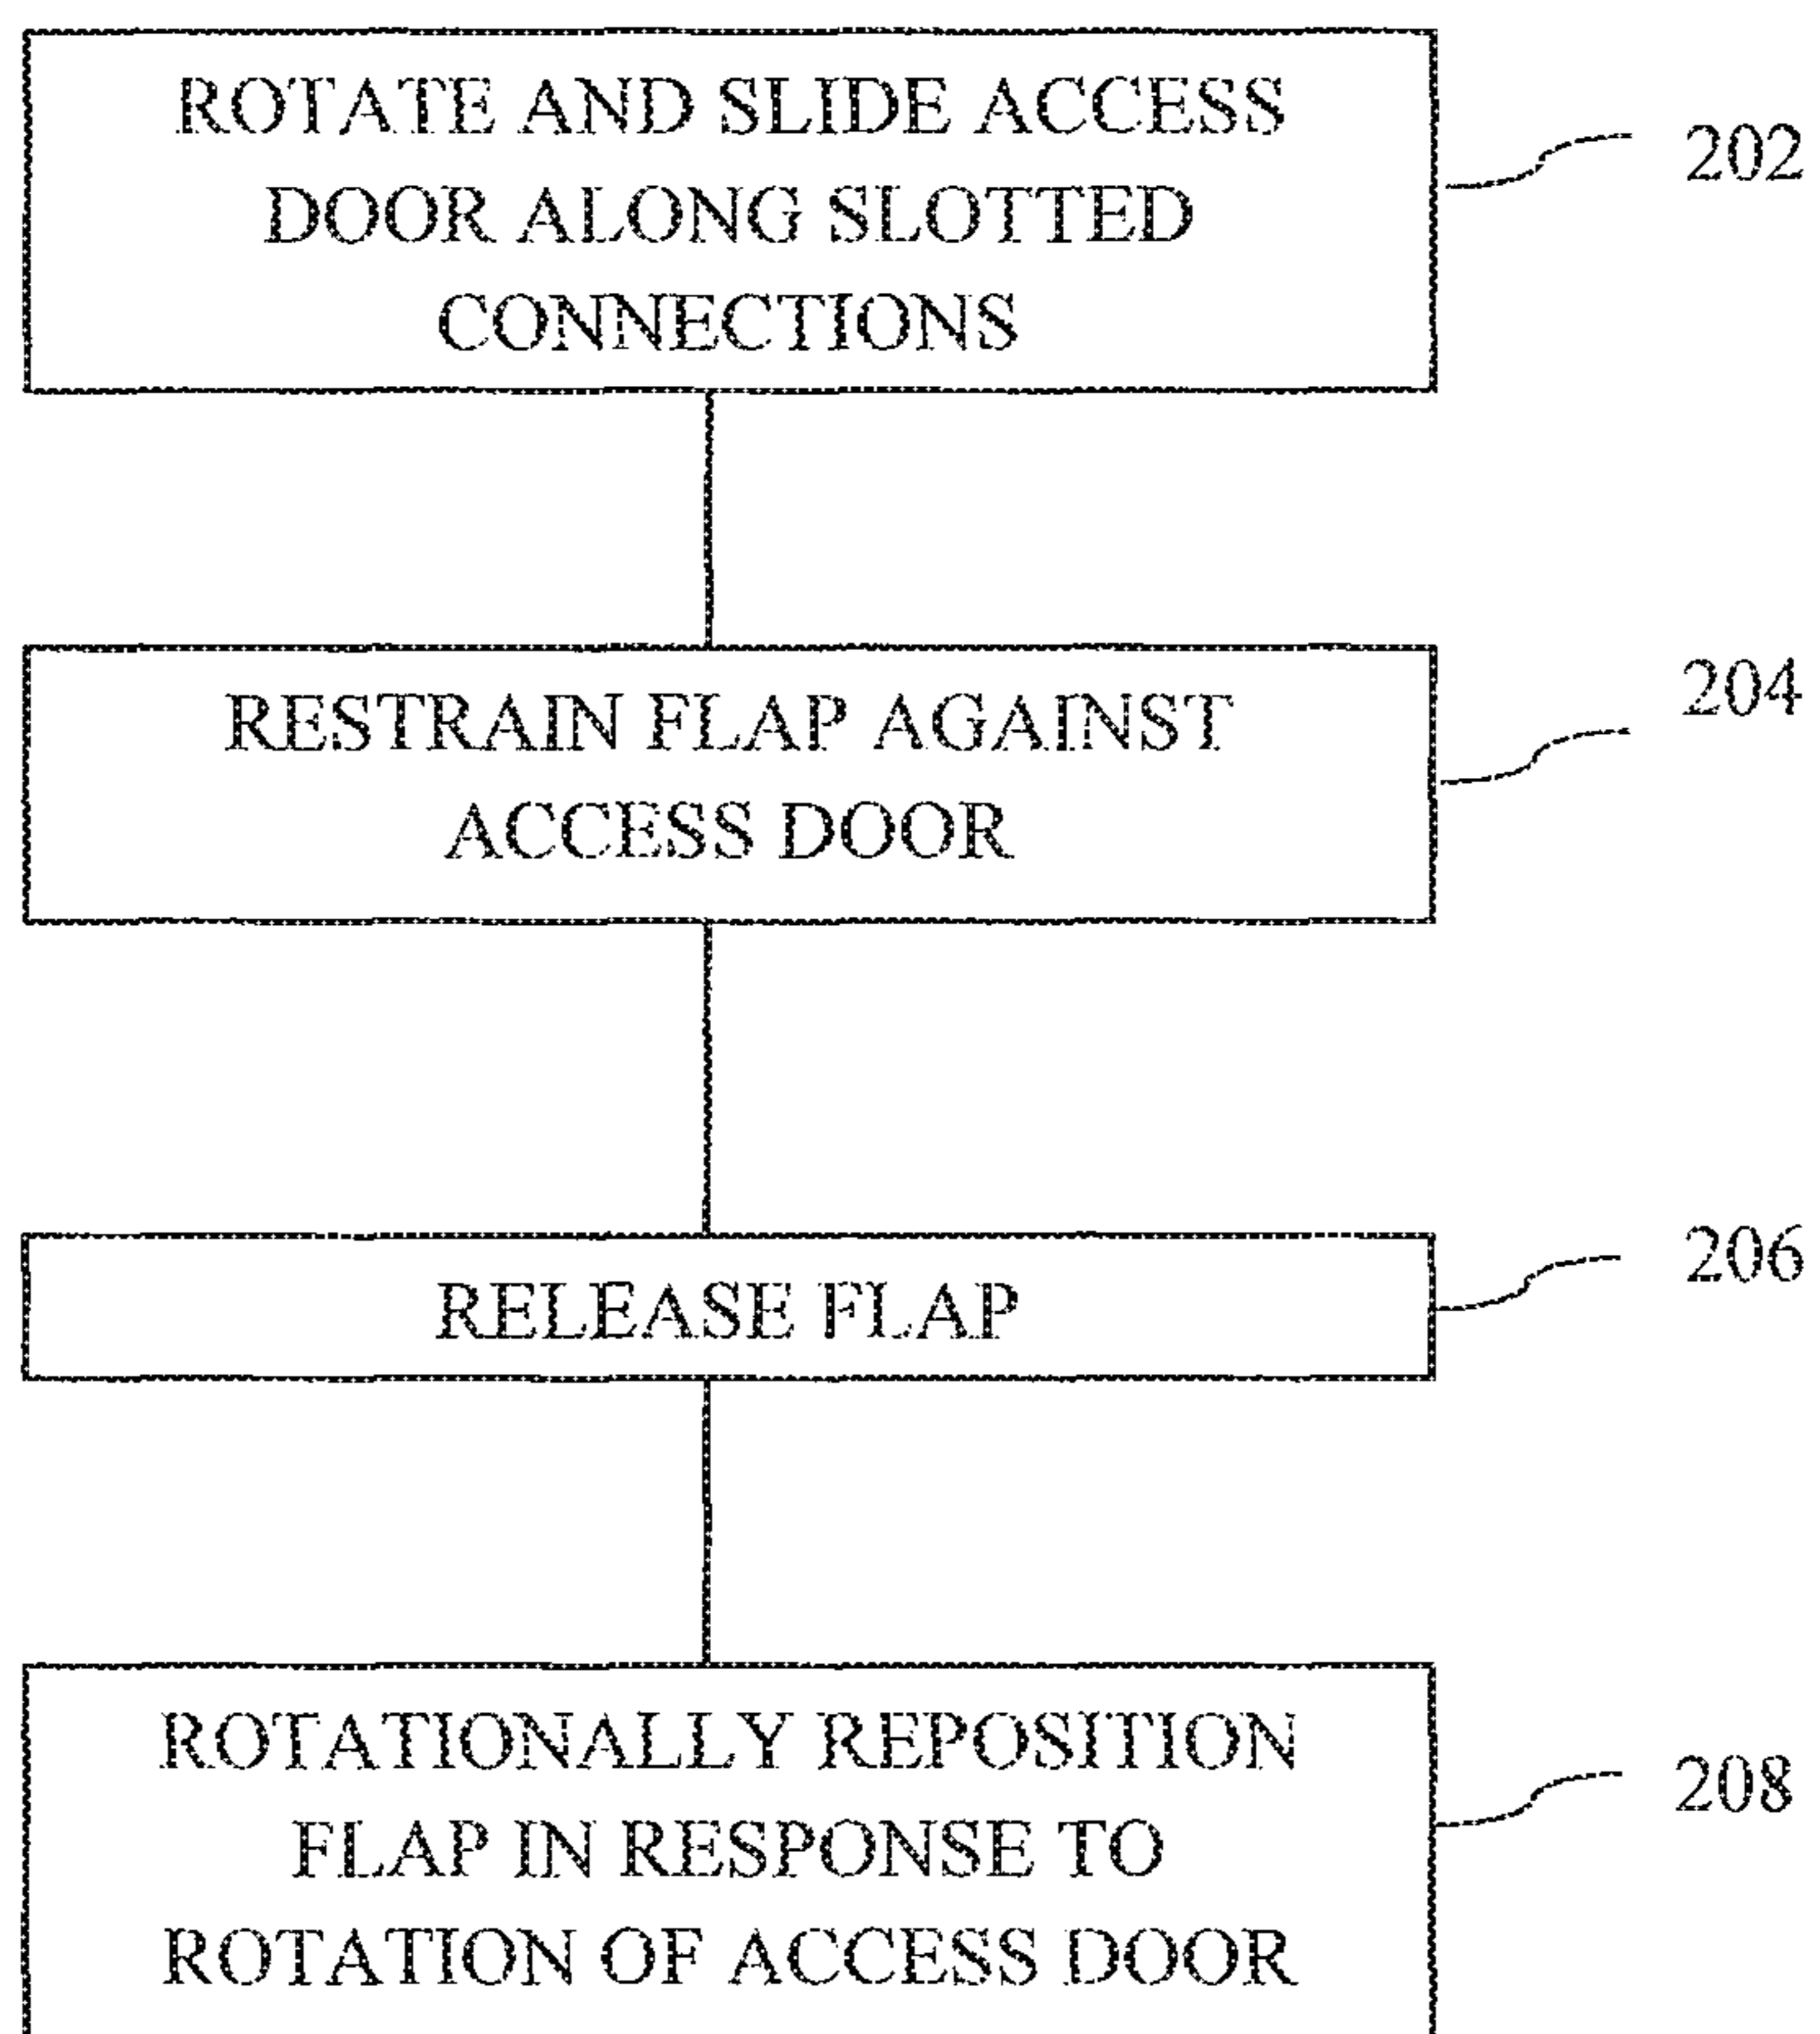 ROTATE AND SLIDE ACCESS
DOOR ALONG SLOTTED
CONNECTIONS
202
RESTRAIN FLAP AGAINST
ACCESS DOOR
204
RELEASE FLAP
206
ROTATIONALLY REPOSITION
FLAP IN RESPONSE TO
ROTATION OF ACCESS DOOR
208